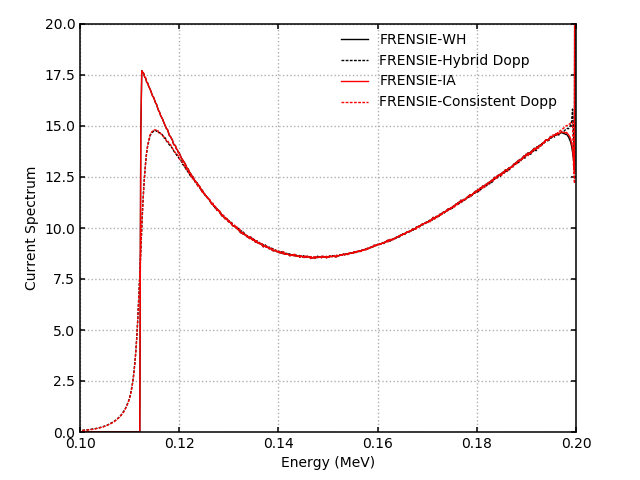 20.0
17.5
15.0
12.5
10.0
7.5
5.0
2.5
0.0
Current Spectrum
FRENSIE-WH
FRENSIE-Hybrid Dopp
FRENSIE-IA
FRENSIE-Consistent Dopp
0.10 0.12 0.14 0.16 0.18 0.20
Energy (MeV)